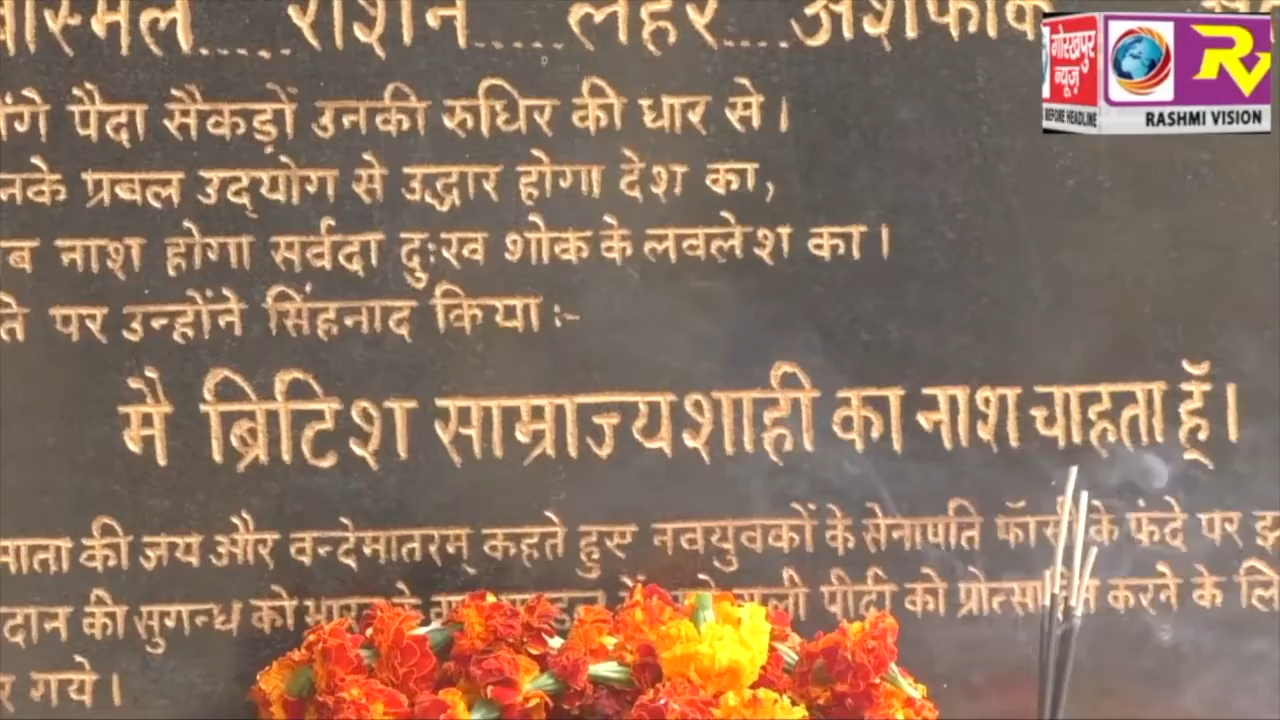 रोशन..... लहर.... अशफाक
पैदा सैकड़ों उनकी रुधिर की धार से।
प्रबल उद्योग से उद्धार होगा देश का,
नाश होगा सर्वदा दुःख शोक के लवलेश का।
पर उन्होंने सिंहनाद किया :-
मै ब्रिटिश साम्राज्यशाही का नाश चाहता हूँ।
माता की जय और वन्देमातरम् कहते हुए नवयुवकों के सेनापति फाँसी के फंदे पर
दान की सुगन्ध को पीढी को प्रोत्साहित करने के
गये।
गोरखपुर न्यूज़
BEFORE HEADLINE
RV
RASHMI VISION